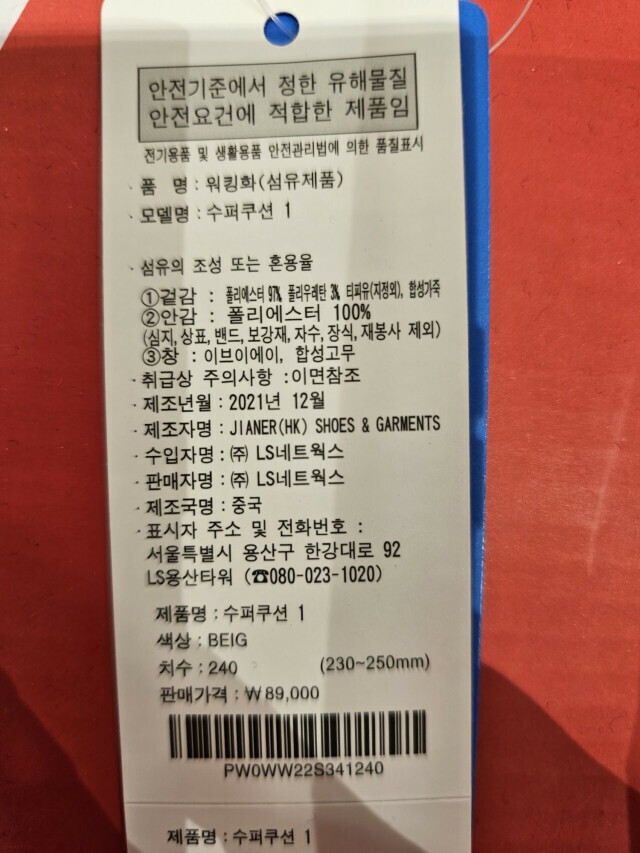 안전기준에서 정한 유해물질
안전요건에 적합한 제품임
전기용품 및 생활용품 안전관리법에 의한 품질표시
· 품 명 : 워킹화(섬유제품)
· 모델명 : 수퍼쿠션 1
· 섬유의 조성 또는 혼용율
①겉감 : 폴리에스터 97% 폴리우레탄 3% 티피유(지정외), 합성가죽
②안감 : 폴리에스터 100%
(심지, 상표, 밴드, 보강재, 자수, 장식, 재봉사 제외)
③창 : 이브이에이, 합성고무
· 취급상 주의사항 :이면참조
· 제조년월 : 2021년 12월
· 제조자명 : JIANER(HK) SHOES & GARMENTS
· 수입자명 : ㈜ LS네트웍스
· 판매자명 : ㈜ LS네트웍스
· 제조국명 : 중국
· 표시자 주소 및 전화번호 :
서울특별시 용산구 한강대로 92
LS용산타워 (☎080-023-1020)
제품명 : 수퍼쿠션 1
색상 : BEIG
치수 : 240 (230~250mm)
판매가격 : ₩89,000
PW0WW22S341240
제품명 : 수퍼쿠션 1